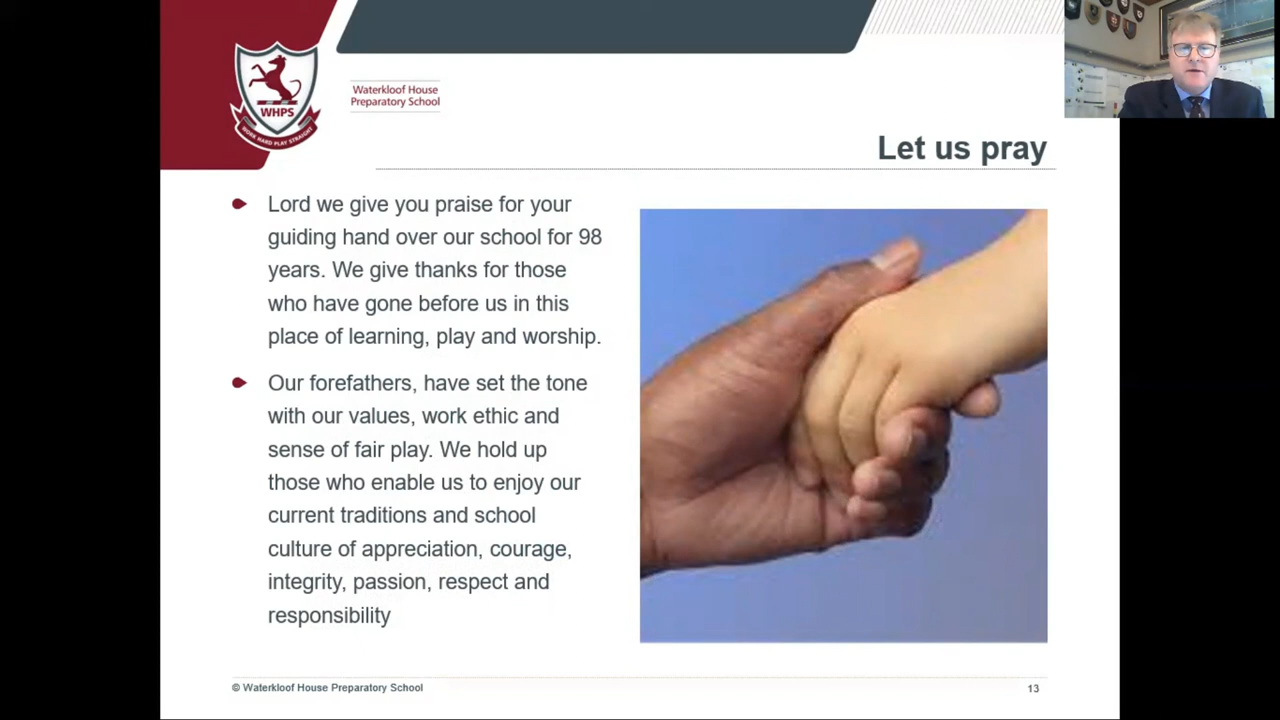 WHPS
WORK HARD PLAY STRAIGHT
Waterkloof House
Preparatory School
Let us pray
Lord we give you praise for your
guiding hand over our school for 98
years. We give thanks for those
who have gone before us in this
place of learning, play and worship.
Our forefathers, have set the tone
with our values, work ethic and
sense of fair play. We hold up
those who enable us to enjoy our
current traditions and school
culture of appreciation, courage,
integrity, passion, respect and
responsibility
© Waterkloof House Preparatory School
13